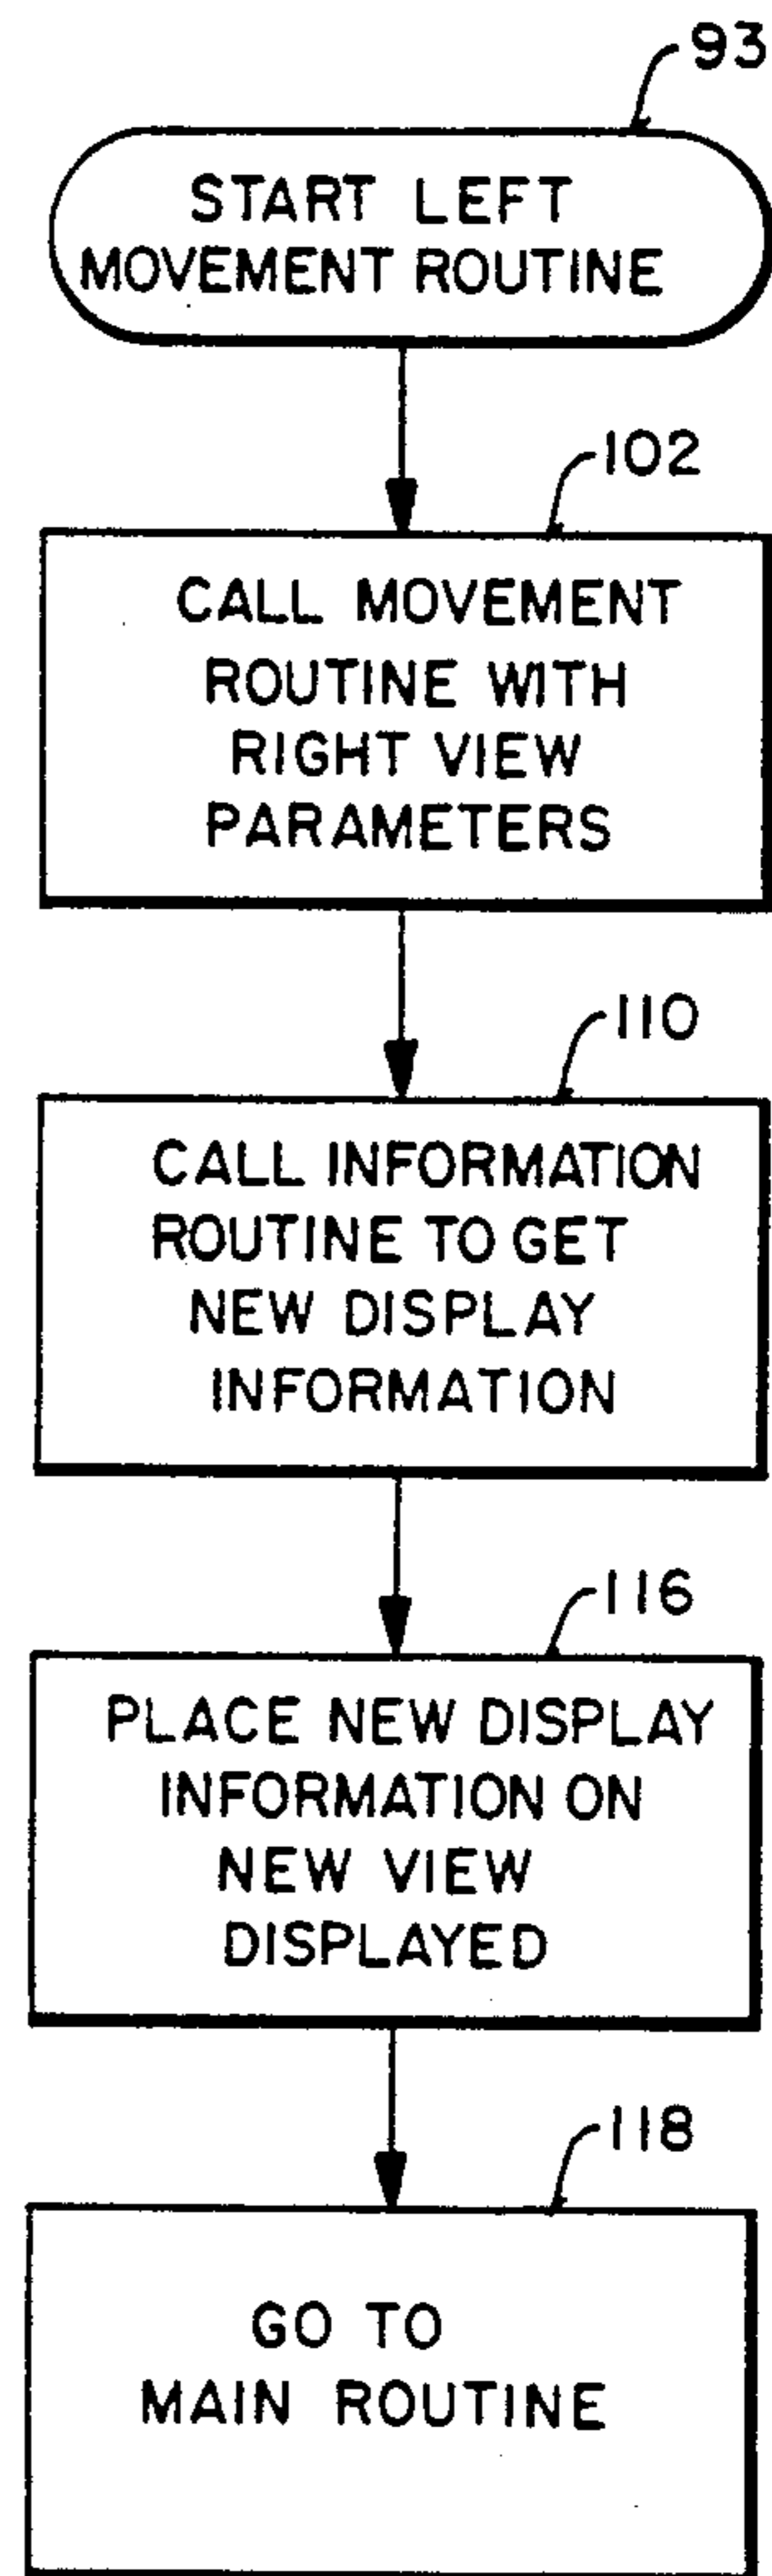 93
START LEFT
MOVEMENT ROUTINE
102
CALL MOVEMENT
ROUTINE WITH
RIGHT VIEW
PARAMETERS
110
CALL INFORMATION
ROUTINE TO GET
NEW DISPLAY
INFORMATION
116
PLACE NEW DISPLAY
INFORMATION ON
NEW VIEW
DISPLAYED
118
GO TO
MAIN ROUTINE